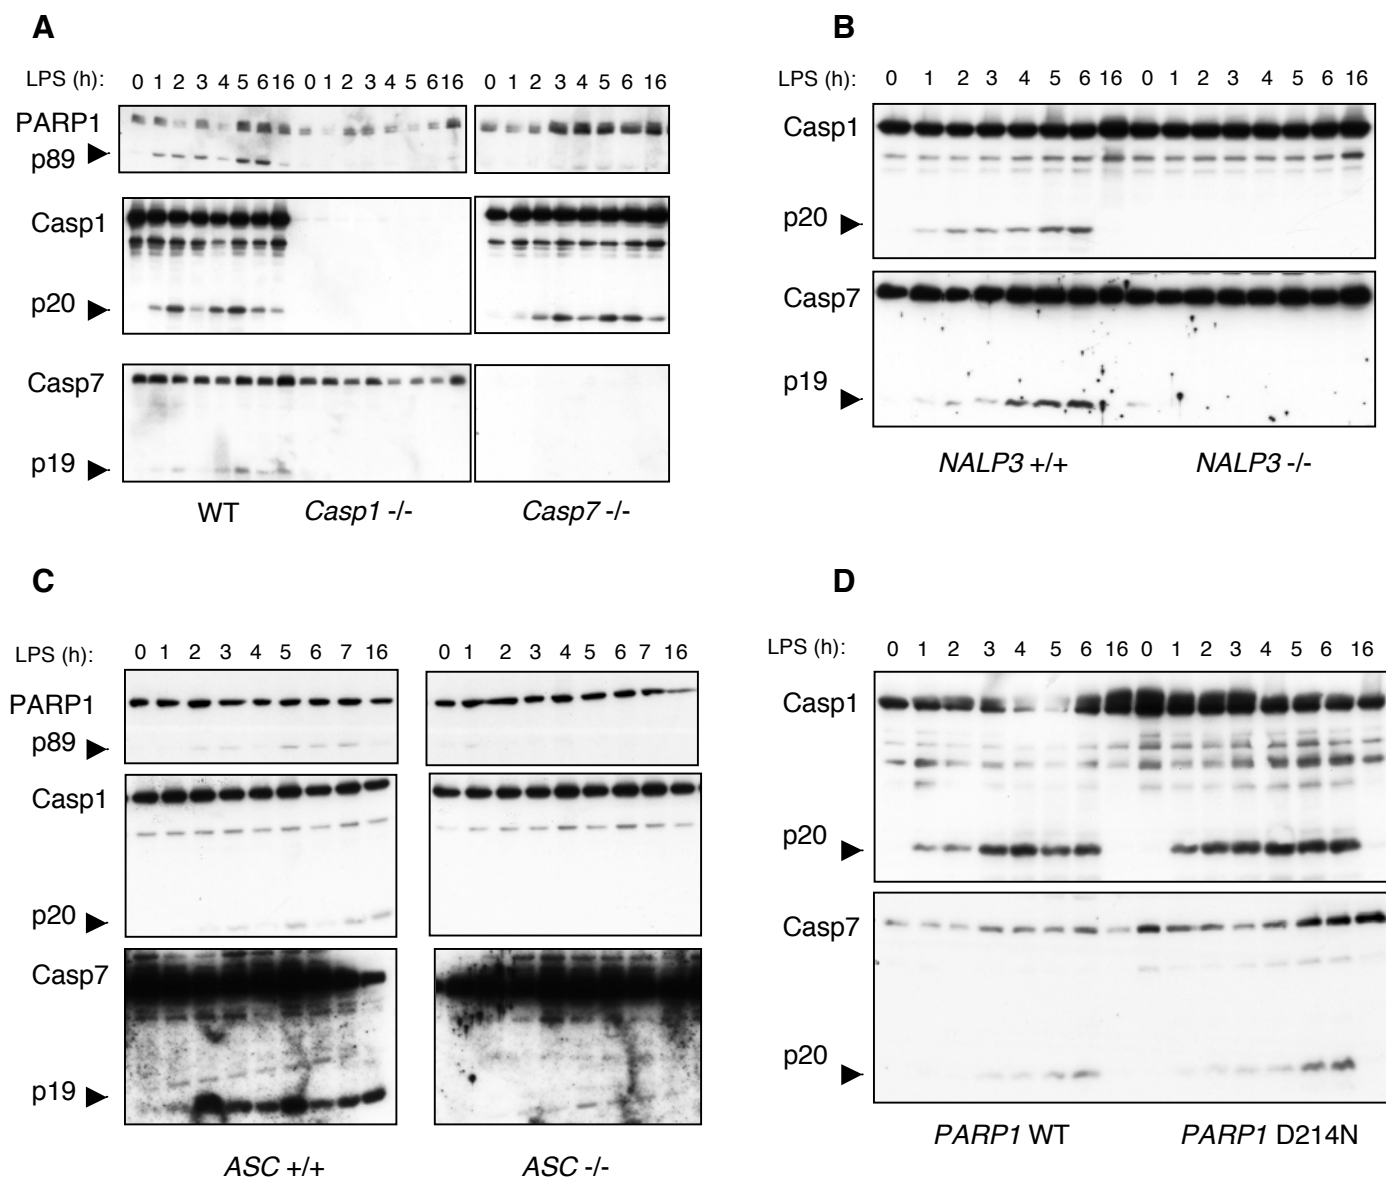 A
LPS (h): 0 1 2 3 4 5 6 16 0 1 2 3 4 5 6 16 0 1 2 3 4 5 6 16
PARP1
p89
Casp1
p20
Casp7
p19
WT Casp1 -/- Casp7 -/-
B
LPS (h): 0 1 2 3 4 5 6 16 0 1 2 3 4 5 6 16
Casp1
p20
Casp7
p19
NALP3 +/+ NALP3 -/-
C
LPS (h): 0 1 2 3 4 5 6 7 16 0 1 2 3 4 5 6 7 16
PARP1
p89
Casp1
p20
Casp7
p19
ASC +/+ ASC -/-
D
LPS (h): 0 1 2 3 4 5 6 16 0 1 2 3 4 5 6 16
Casp1
p20
Casp7
p20
PARP1 WT PARP1 D214N